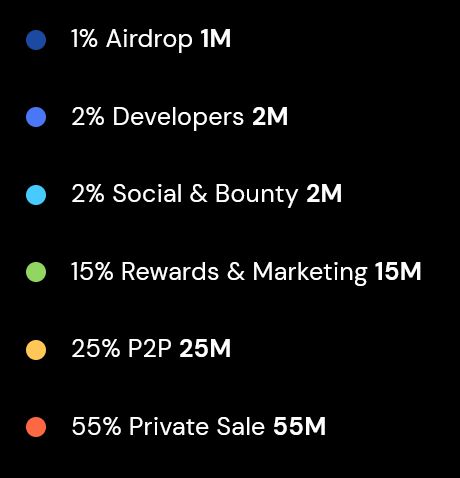 1% Airdrop 1M
2% Developers 2M
2% Social & Bounty 2M
15% Rewards & Marketing 15M
25% P2P 25M
55% Private Sale 55M